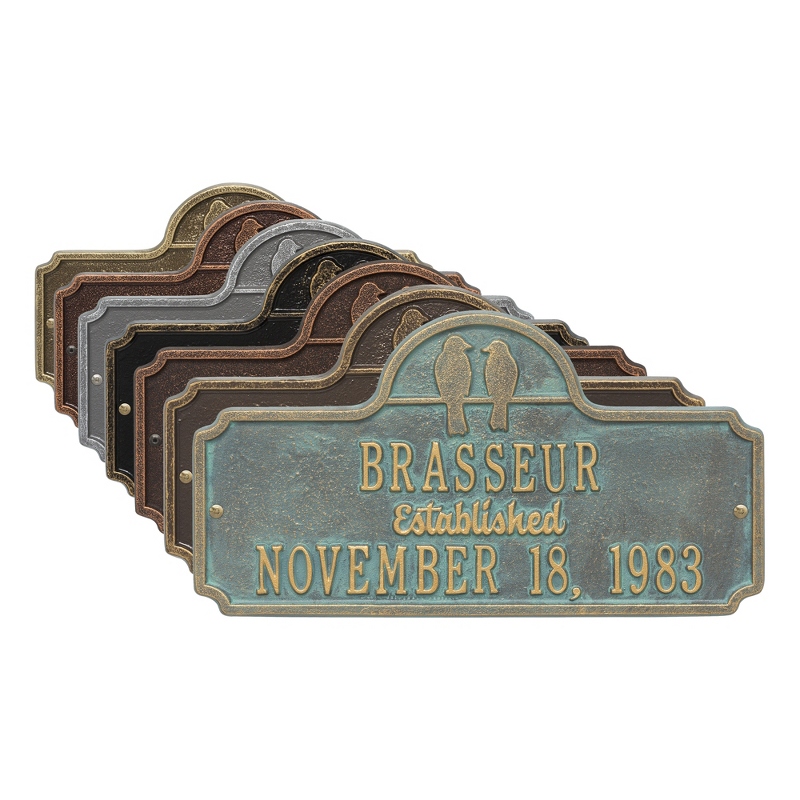 BRASSEUR
Established
NOVEMBER 18, 1983